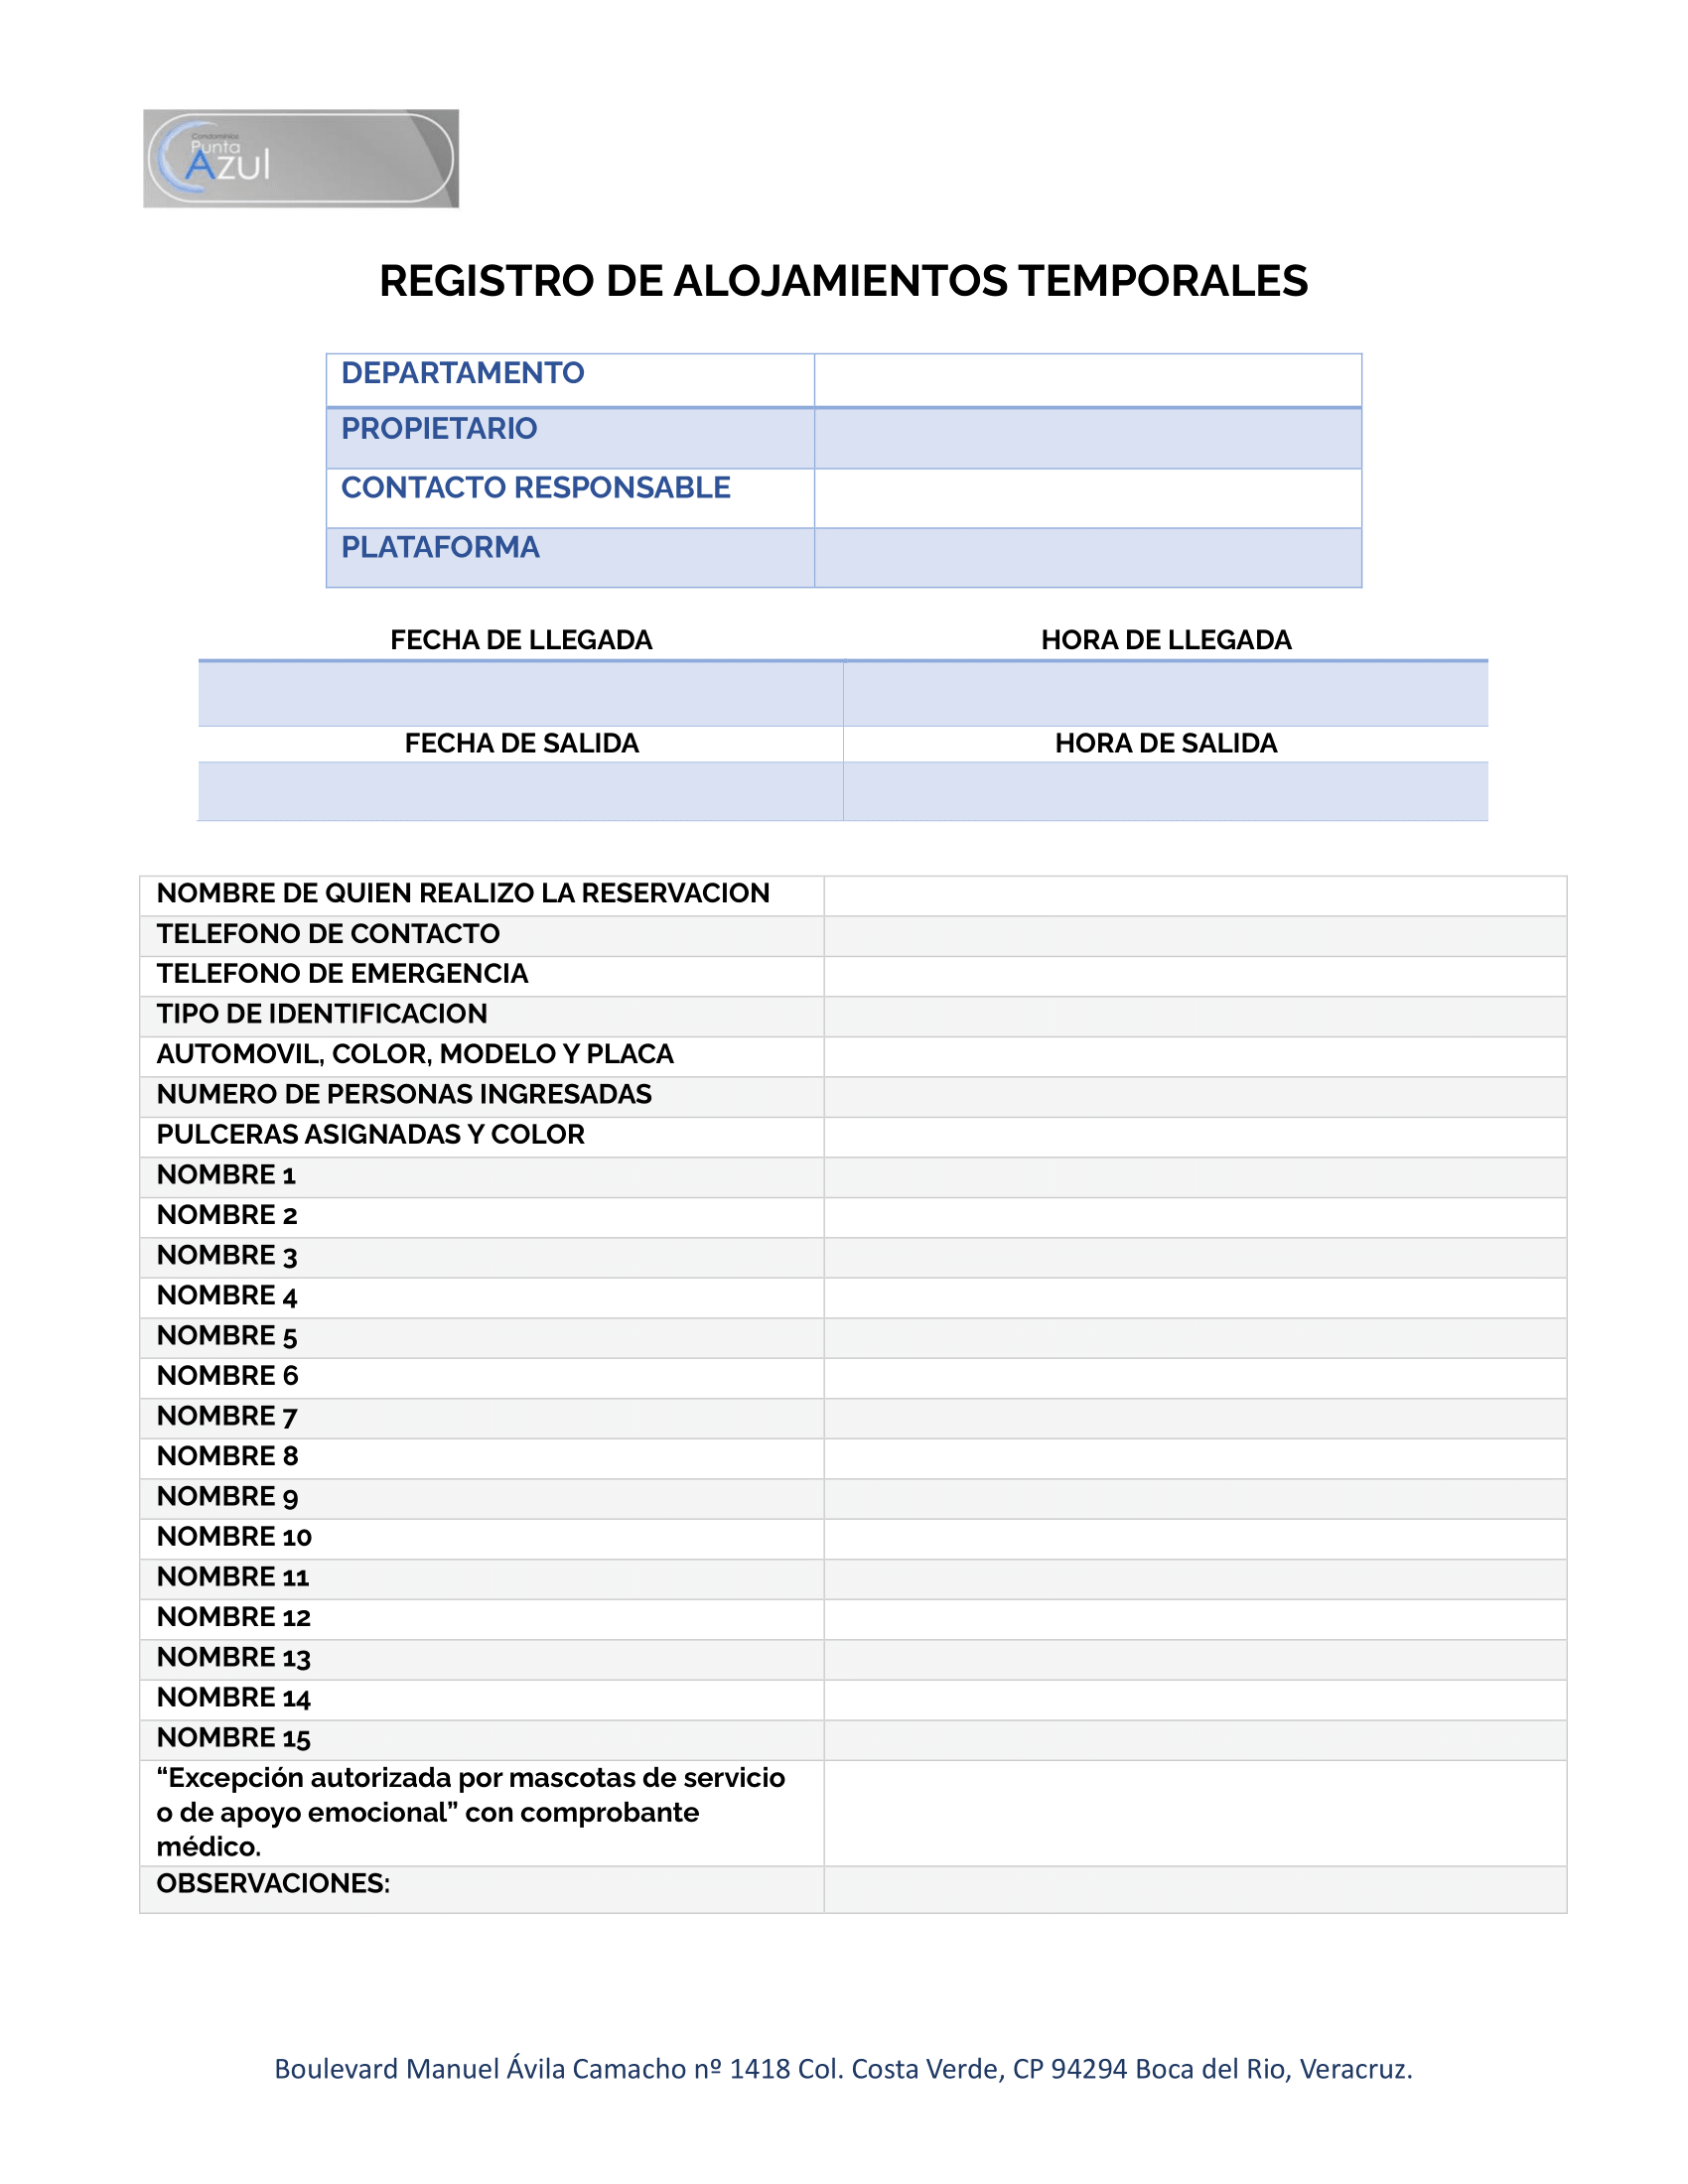 Condominios
Punta
Azul
REGISTRO DE ALOJAMIENTOS TEMPORALES
DEPARTAMENTO
PROPIETARIO
CONTACTO RESPONSABLE
PLATAFORMA
FECHA DE LLEGADA HORA DE LLEGADA
FECHA DE SALIDA HORA DE SALIDA
NOMBRE DE QUIEN REALIZO LA RESERVACION
TELEFONO DE CONTACTO
TELEFONO DE EMERGENCIA
TIPO DE IDENTIFICACION
AUTOMOVIL, COLOR, MODELO Y PLACA
NUMERO DE PERSONAS INGRESADAS
PULCERAS ASIGNADAS Y COLOR
NOMBRE 1
NOMBRE 2
NOMBRE 3
NOMBRE 4
NOMBRE 5
NOMBRE 6
NOMBRE 7
NOMBRE 8
NOMBRE 9
NOMBRE 10
NOMBRE 11
NOMBRE 12
NOMBRE 13
NOMBRE 14
NOMBRE 15
“Excepción autorizada por mascotas de servicio
o de apoyo emocional” con comprobante
médico.
OBSERVACIONES:
Boulevard Manuel Ávila Camacho nº 1418 Col. Costa Verde, CP 94294 Boca del Rio, Veracruz.